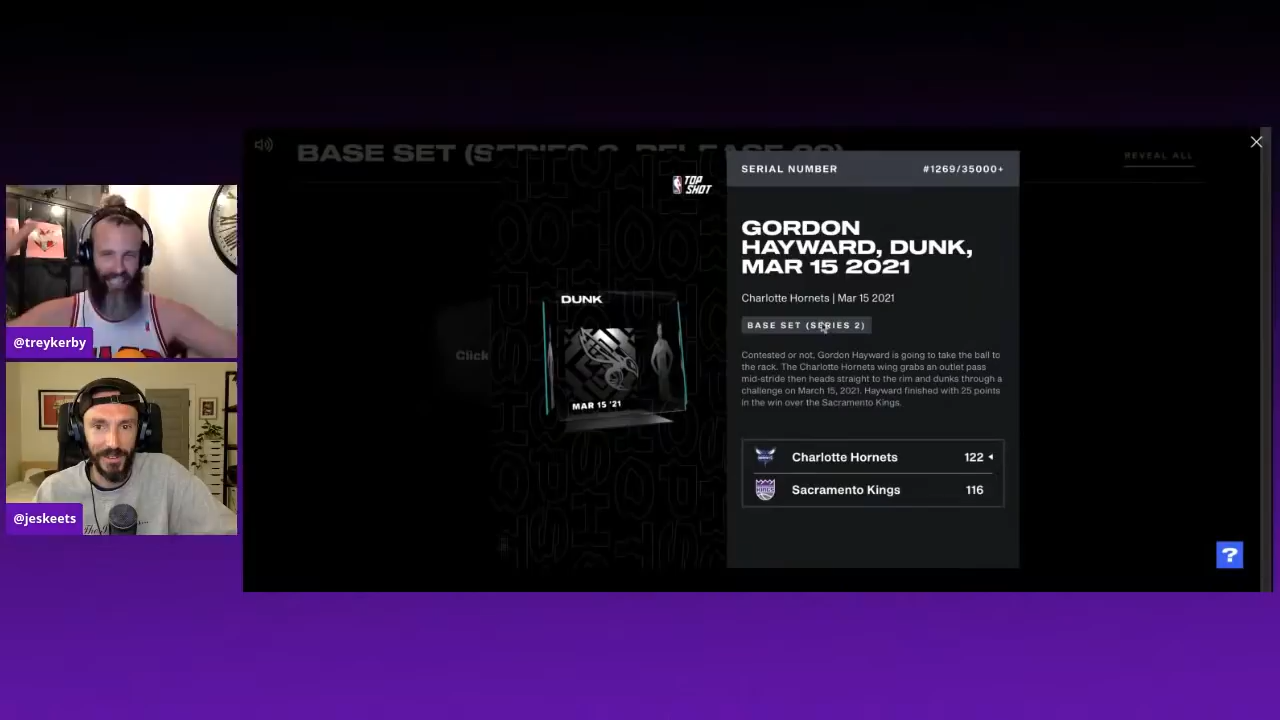 BASE SET (S
REVEAL ALL
TOP
SHOT
SERIAL NUMBER
#1269/35000+
GORDON
HAYWARD, DUNK,
MAR 15 2021
Charlotte Hornets | Mar 15 2021
BASE SET (SERIES 2)
Contested or not, Gordon Hayward is going to take the ball to
the rack. The Charlotte Hornets wing grabs an outlet pass
mid-stride then heads straight to the rim and dunks through a
challenge on March 15, 2021. Hayward finished with 25 points
in the win over the Sacramento Kings.
Charlotte Hornets 122
Sacramento Kings 116
DUNK
MAR 15 '21
Click
@treykerby
@jeskeets
?